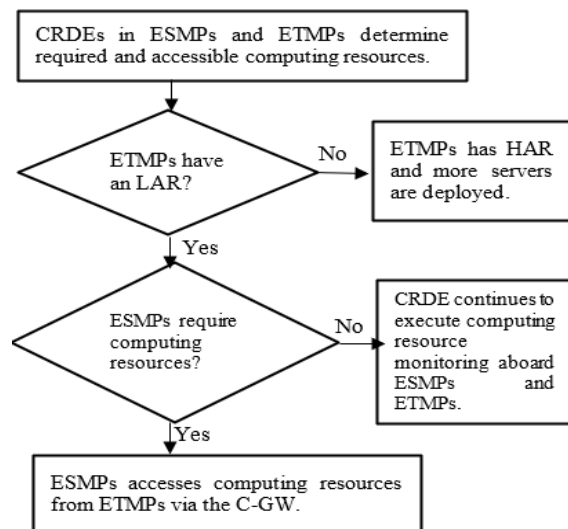 CRDEs in ESMPs and ETMPs determine
required and accessible computing resources.
ETMPs have
an LAR?
No
ETMPs has HAR
and more servers
are deployed.
Yes
ESMPs require
computing
resources?
No
CRDE continues to
execute computing
resource
monitoring aboard
ESMPs and
ETMPs.
Yes
ESMPs accesses computing resources
from ETMPs via the C-GW.